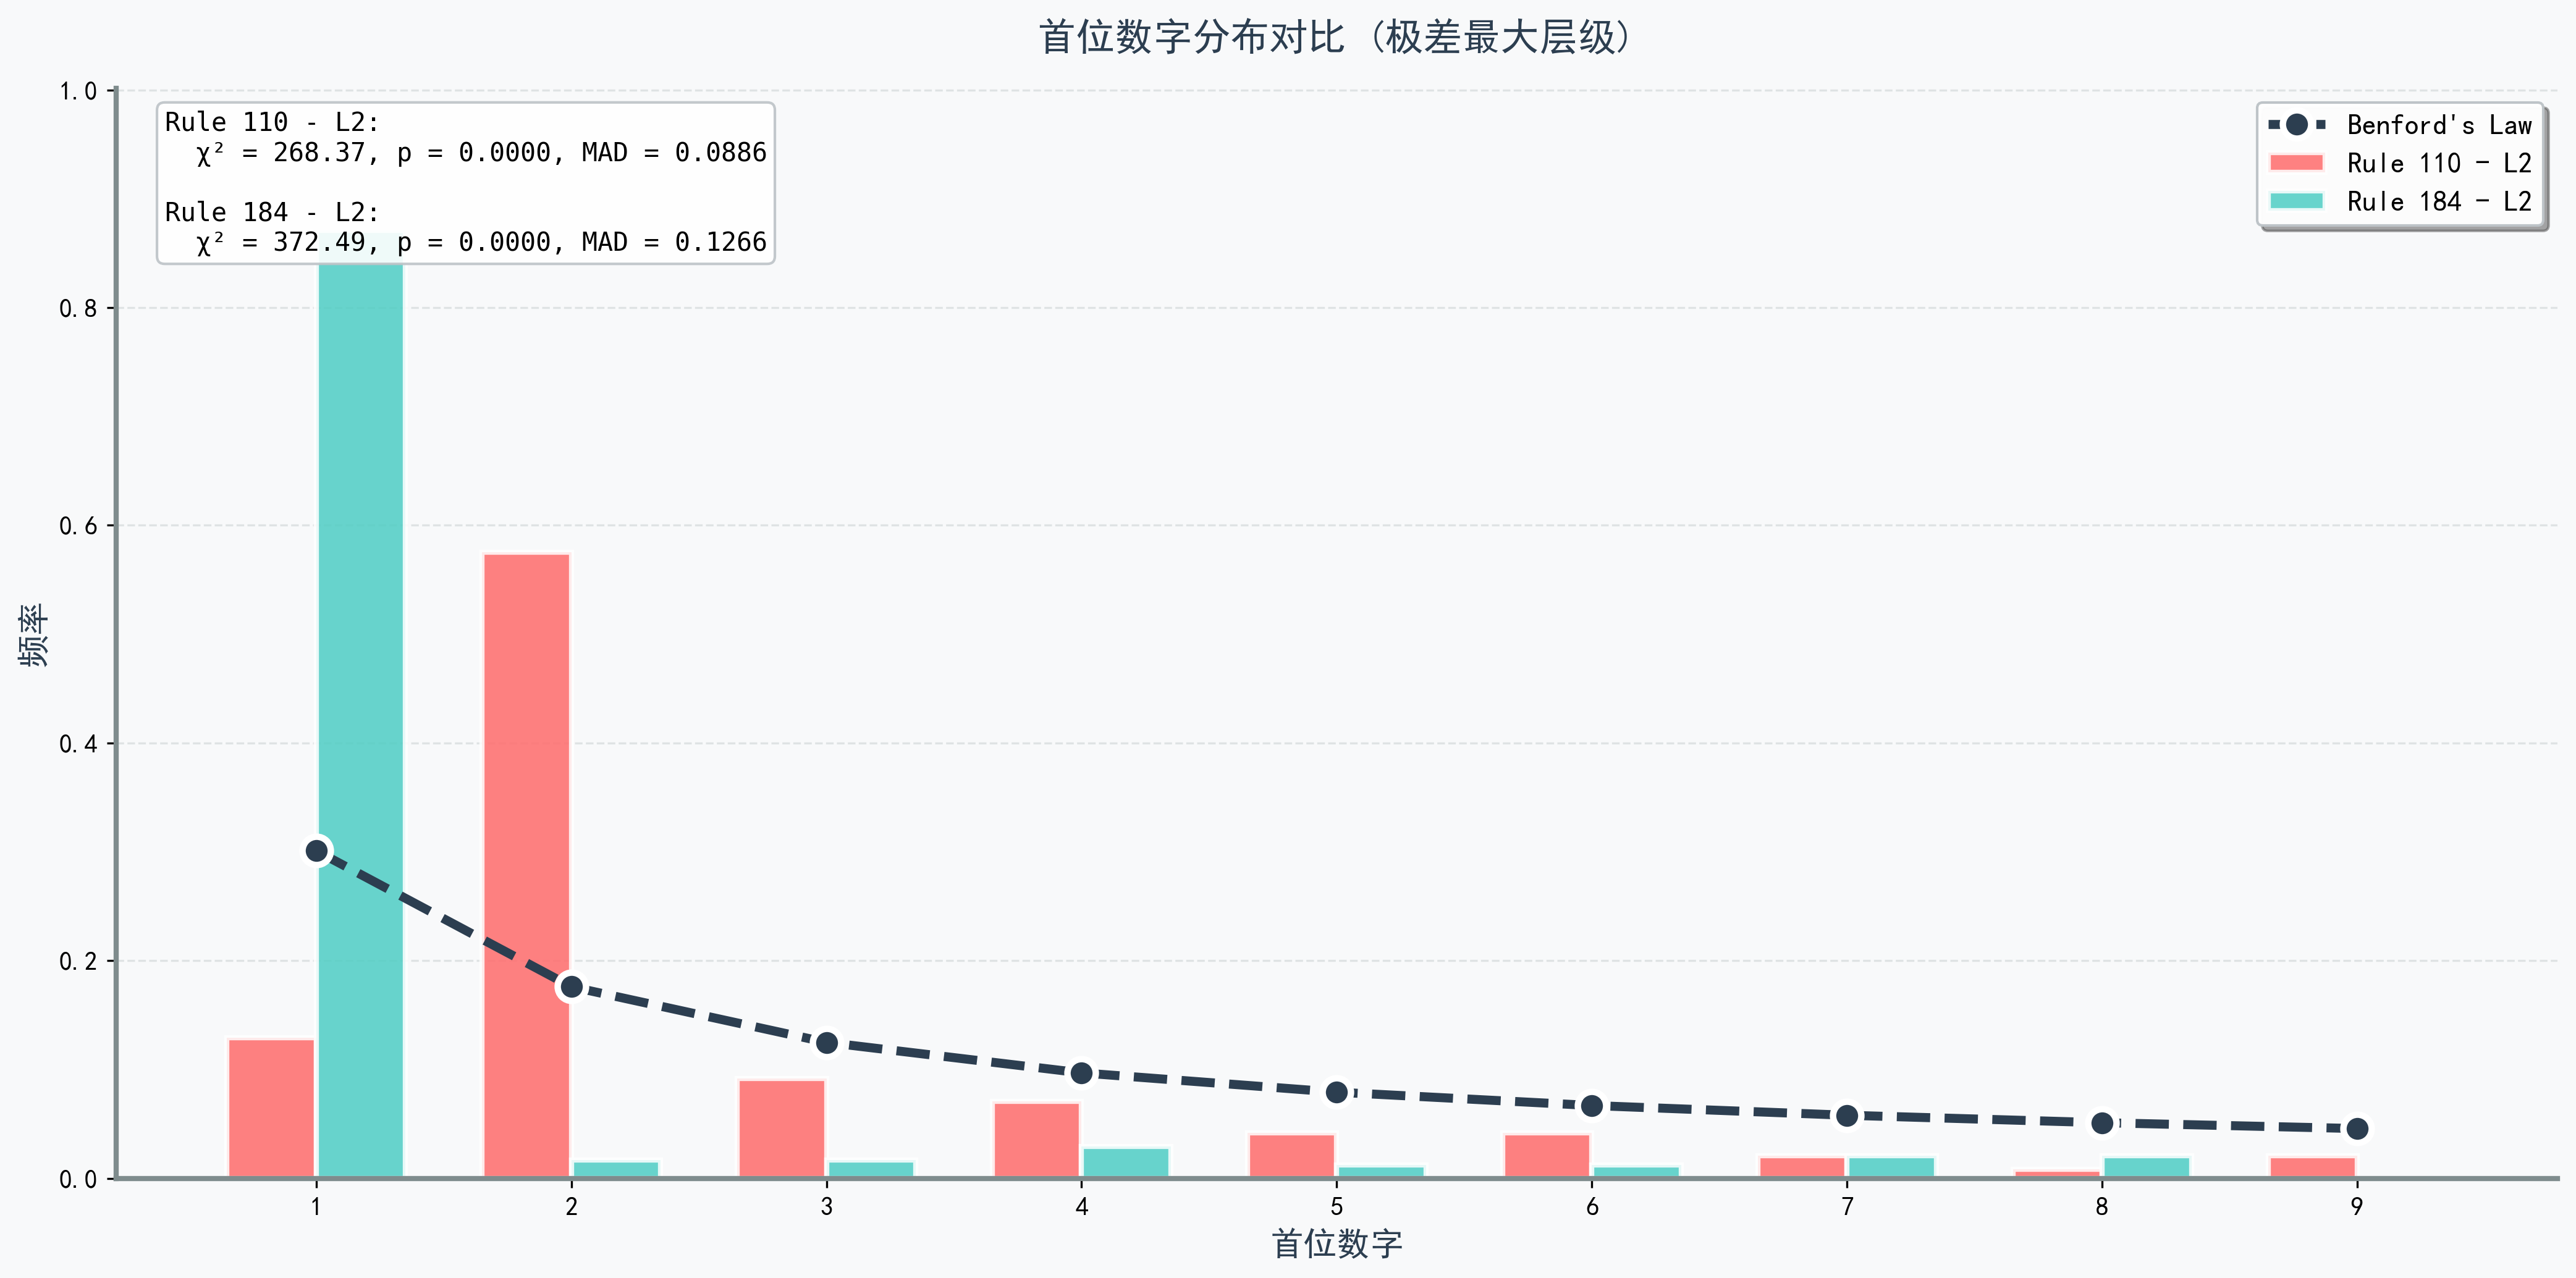 首位数字分布对比 (极差最大层级)
Rule 110 - L2:
χ² = 268.37, p = 0.0000, MAD = 0.0886
Rule 184 - L2:
χ² = 372.49, p = 0.0000, MAD = 0.1266
Benford's Law
Rule 110 - L2
Rule 184 - L2
频率
1.0
0.8
0.6
0.4
0.2
0.0
1 2 3 4 5 6 7 8 9
首位数字